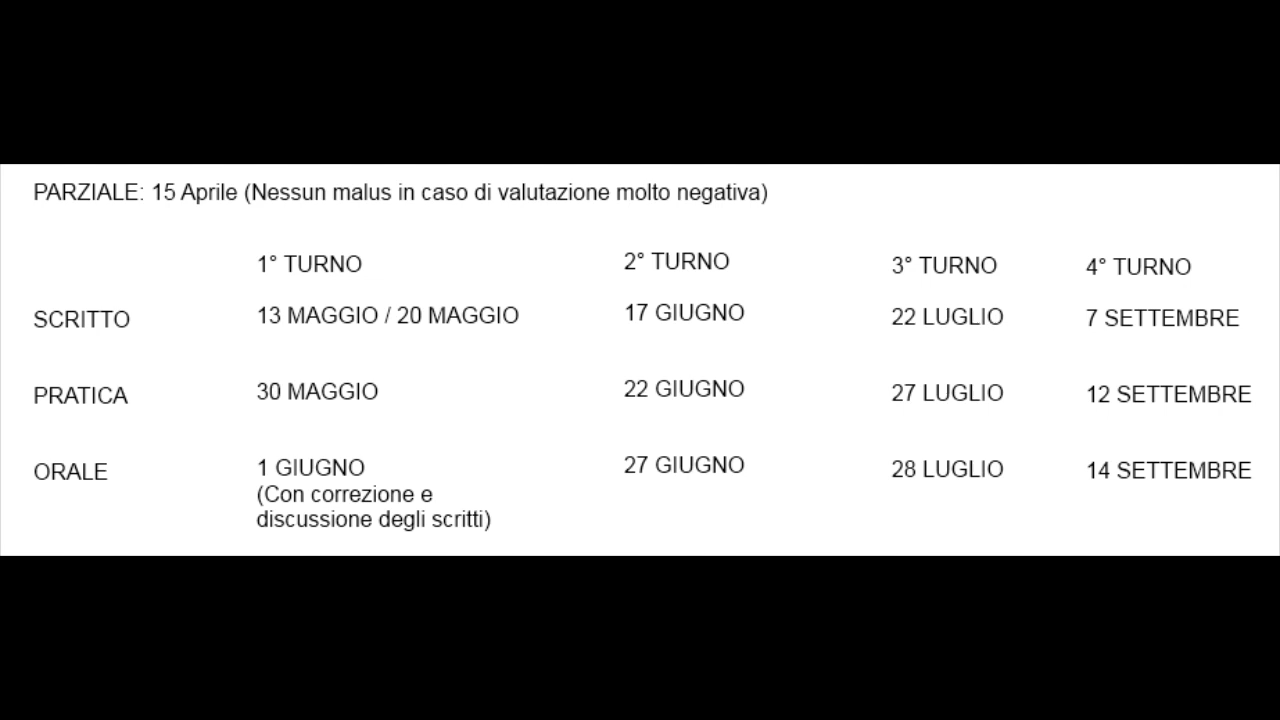 PARZIALE: 15 Aprile (Nessun malus in caso di valutazione molto negativa)
1° TURNO 2° TURNO 3° TURNO 4° TURNO
SCRITTO 13 MAGGIO / 20 MAGGIO 17 GIUGNO 22 LUGLIO 7 SETTEMBRE
PRATICA 30 MAGGIO 22 GIUGNO 27 LUGLIO 12 SETTEMBRE
ORALE 1 GIUGNO 27 GIUGNO 28 LUGLIO 14 SETTEMBRE
(Con correzione e
discussione degli scritti)